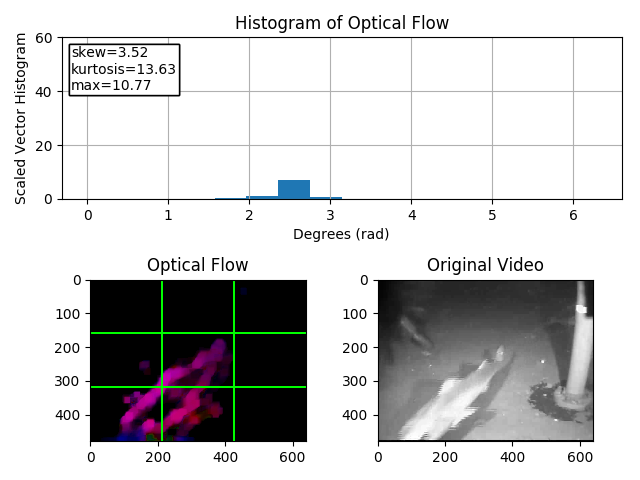 Histogram of Optical Flow
Scaled Vector Histogram
60
40
20
0
skew=3.52
kurtosis=13.63
max=10.77
0 1 2 3 4 5 6
Degrees (rad)
Optical Flow
0
100
200
300
400
0 200 400 600
Original Video
0
100
200
300
400
0 200 400 600